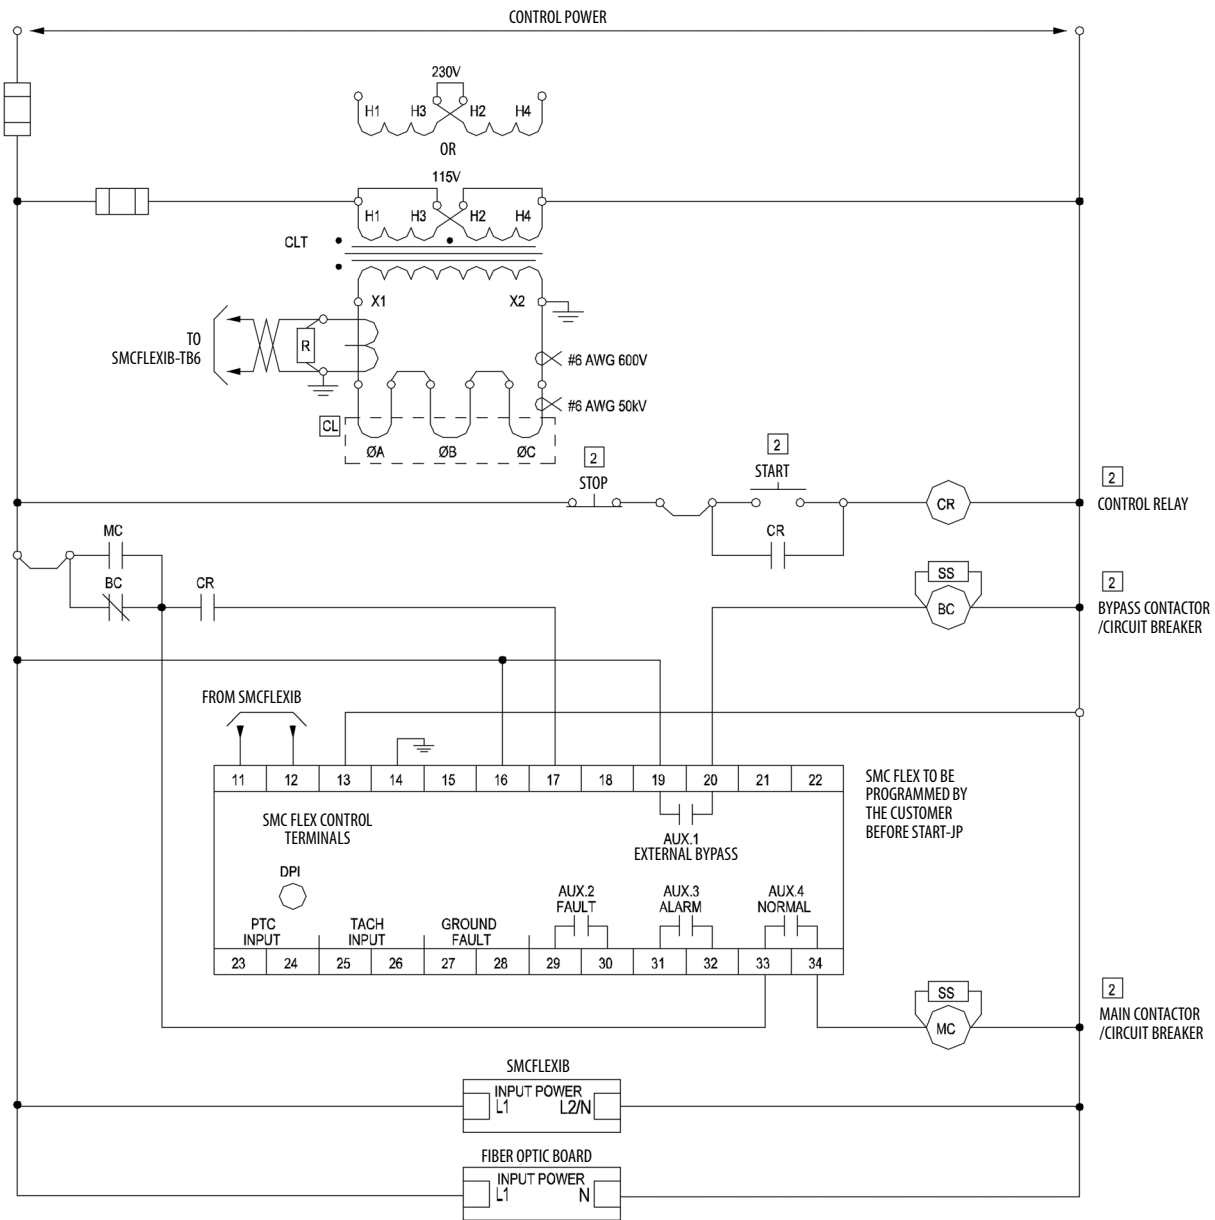 CONTROL POWER
230V
H1 H3 H2 H4
OR
115V
H1 H3 H2 H4
CLT
X1 X2
TO
SMCFLEXIB-TB6
R
#6 AWG 600V
#6 AWG 50kV
CL
ØA ØB ØC
2
STOP
2
START
CR
CR
2
CONTROL RELAY
MC
BC
CR
SS
BC
2
BYPASS CONTACTOR
/CIRCUIT BREAKER
FROM SMCFLEXIB
11 12 13 14 15 16 17 18 19 20 21 22
SMC FLEX CONTROL
TERMINALS
AUX.1
EXTERNAL BYPASS
SMC FLEX TO BE
PROGRAMMED BY
THE CUSTOMER
BEFORE START-JP
DPI
PTC
INPUT
TACH
INPUT
GROUND
FAULT
AUX.2
FAULT
AUX.3
ALARM
AUX.4
NORMAL
23 24 25 26 27 28 29 30 31 32 33 34
SS
MC
2
MAIN CONTACTOR
/CIRCUIT BREAKER
SMCFLEXIB
INPUT POWER
L1 L2/N
FIBER OPTIC BOARD
INPUT POWER
L1 N